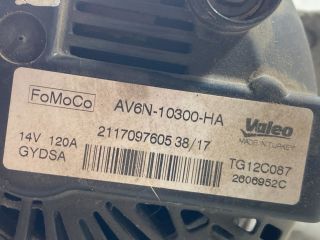 FoMoCo AV6N-10300-HA Valeo
MADE IN TURKEY
14V 120A 2117097605 38/17
GYDSA TG12C087
2606952C